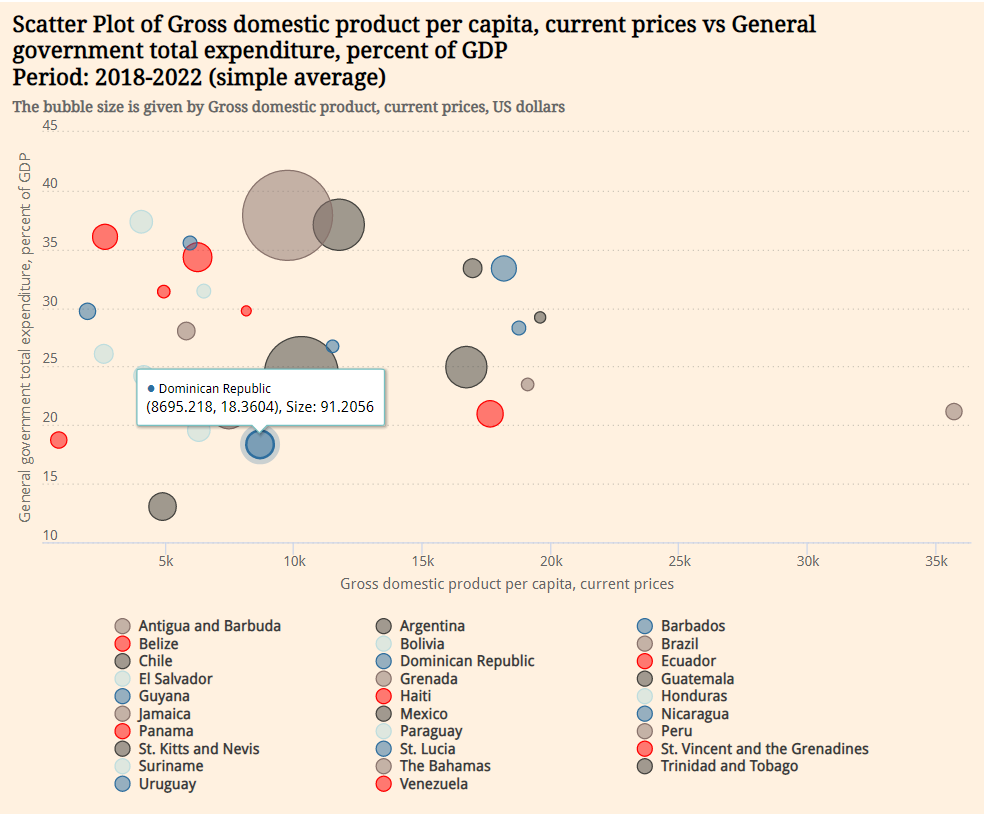 Scatter Plot of Gross domestic product per capita, current prices vs General
government total expenditure, percent of GDP
Period: 2018-2022 (simple average)
The bubble size is given by Gross domestic product, current prices, US dollars
General government total expenditure, percent of GDP
45
40
35
30
25
20
15
10
Dominican Republic
(8695.218, 18.3604), Size: 91.2056
5k 10k 15k 20k 25k 30k 35k
Gross domestic product per capita, current prices
Antigua and Barbuda Argentina Barbados
Belize Bolivia Brazil
Chile Dominican Republic Ecuador
El Salvador Grenada Guatemala
Guyana Haiti Honduras
Jamaica Mexico Nicaragua
Panama Paraguay Peru
St. Kitts and Nevis St. Lucia St. Vincent and the Grenadines
Suriname The Bahamas Trinidad and Tobago
Uruguay Venezuela